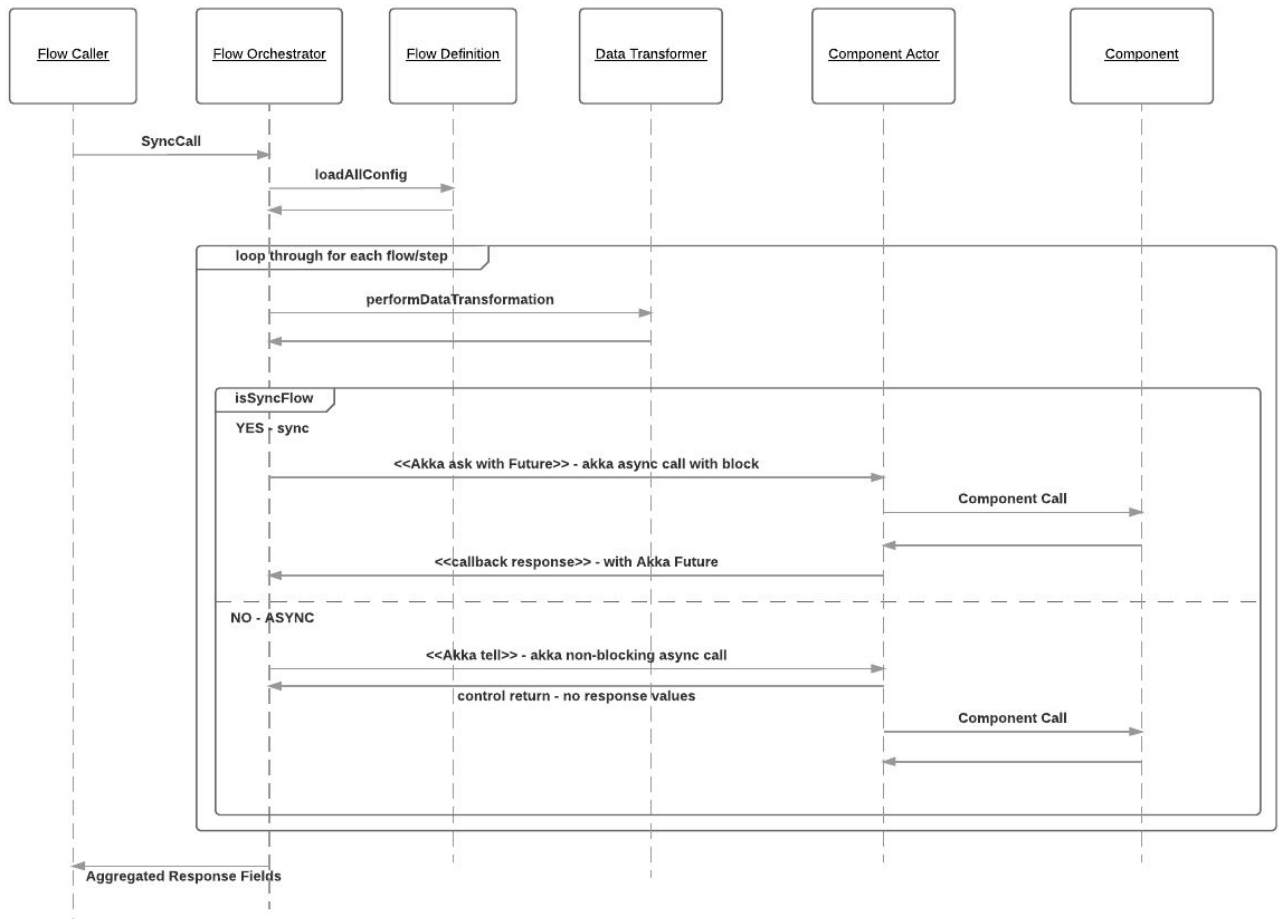 Flow Caller
Flow Orchestrator
Flow Definition
Data Transformer
Component Actor
Component
SyncCall
loadAllConfig
loop through for each flow/step
performDataTransformation
isSyncFlow
YES - sync
<<Akka ask with Future>> - akka async call with block
Component Call
<<callback response>> - with Akka Future
NO - ASYNC
<<Akka tell>> - akka non-blocking async call
control return - no response values
Component Call
Aggregated Response Fields